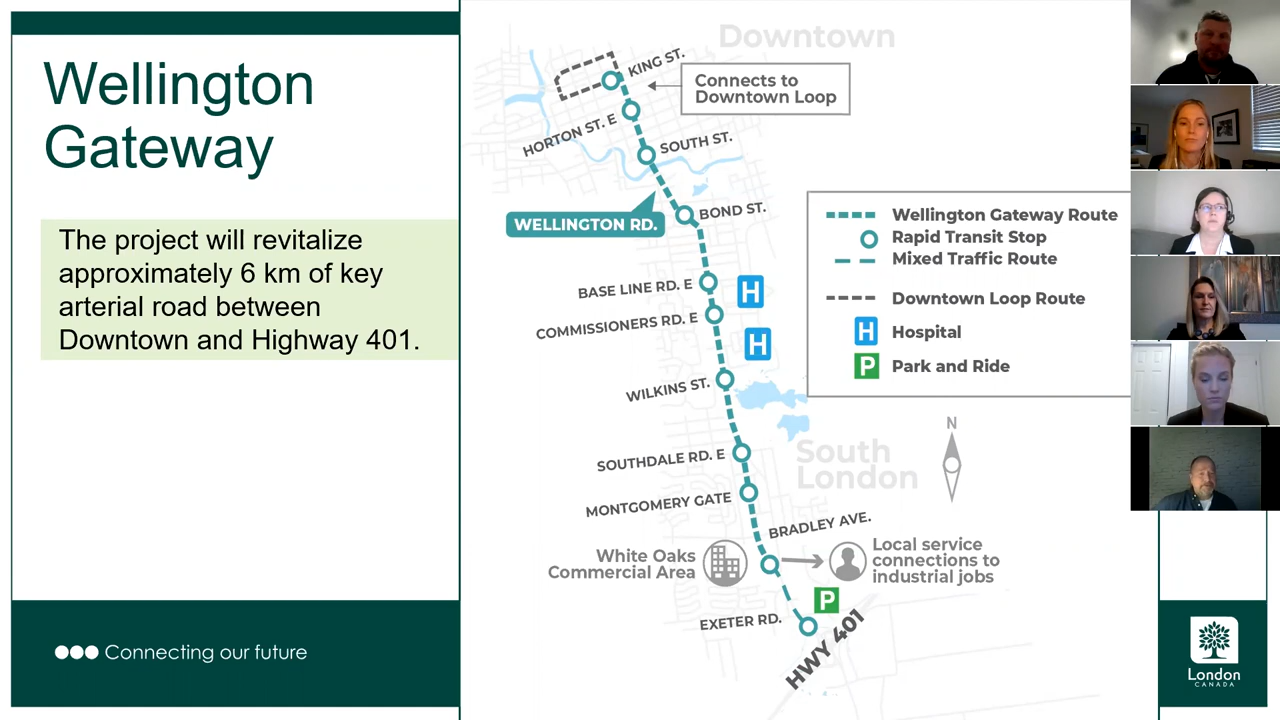 Wellington
Gateway
The project will revitalize
approximately 6 km of key
arterial road between
Downtown and Highway 401.
Connecting our future
Downtown
KING ST.
Connects to
Downtown Loop
HORTON ST. E
SOUTH ST.
WELLINGTON RD.
BOND ST.
BASE LINE RD. E
H
COMMISSIONERS RD. E
H
WILKINS ST.
SOUTHDALE RD. E
South
London
MONTGOMERY GATE
BRADLEY AVE.
White Oaks
Commercial Area
Local service
connections to
industrial jobs
P
EXETER RD.
HWY 401
Wellington Gateway Route
Rapid Transit Stop
Mixed Traffic Route
Downtown Loop Route
H Hospital
P Park and Ride
N
London
CANADA